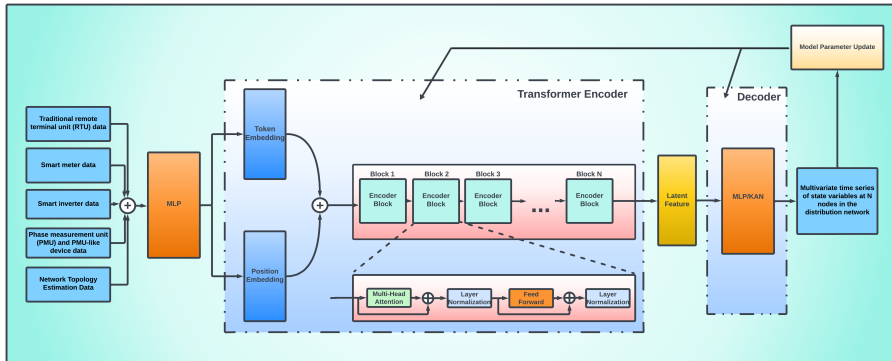 Model Parameter Update
Transformer Encoder
Decoder
Traditional remote
terminal unit (RTU) data
Smart meter data
Smart inverter data
Phase measurement unit
(PMU) and PMU-like
device data
Network Topology
Estimation Data
MLP
Token
Embedding
Position
Embedding
Block 1
Block 2
Block 3
Block N
Encoder
Block
Encoder
Block
Encoder
Block
...
Encoder
Block
Multi-Head
Attention
Layer
Normalization
Feed
Forward
Layer
Normalization
Latent
Feature
MLP/KAN
Multivariate time series
of state variables at N
nodes in the
distribution network